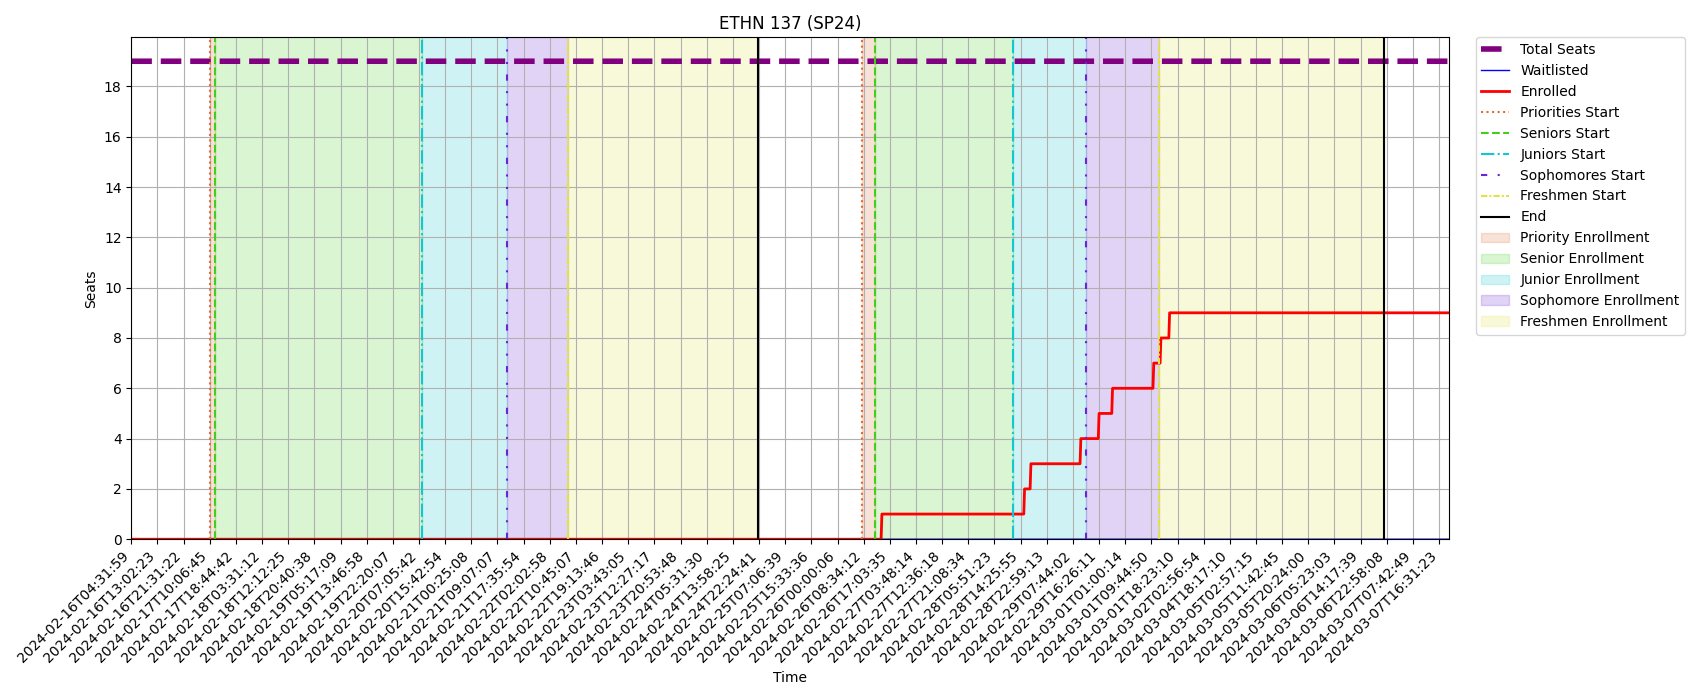 ETHN 137 (SP24)
Seats
18
16
14
12
10
8
6
4
2
0
2024-02-16T04:31:59
2024-02-16T13:02:23
2024-02-16T21:31:22
2024-02-17T10:06:45
2024-02-17T18:44:42
2024-02-18T03:31:12
2024-02-18T12:12:25
2024-02-18T20:40:38
2024-02-19T05:17:09
2024-02-19T13:46:58
2024-02-19T22:20:07
2024-02-20T07:05:42
2024-02-20T15:42:54
2024-02-21T00:25:08
2024-02-21T09:07:07
2024-02-21T17:35:54
2024-02-22T02:02:58
2024-02-22T10:45:07
2024-02-22T19:13:46
2024-02-23T03:43:05
2024-02-23T12:27:17
2024-02-23T20:53:48
2024-02-24T05:31:30
2024-02-24T13:58:25
2024-02-24T22:24:41
2024-02-25T07:06:39
2024-02-25T15:33:36
2024-02-26T00:00:06
2024-02-26T08:34:12
2024-02-26T17:03:35
2024-02-27T03:48:14
2024-02-27T12:36:18
2024-02-27T21:08:34
2024-02-28T05:51:23
2024-02-28T14:25:55
2024-02-28T22:59:13
2024-02-29T07:44:02
2024-02-29T16:26:11
2024-03-01T01:00:14
2024-03-01T09:44:50
2024-03-01T18:23:10
2024-03-02T02:56:54
2024-03-04T18:17:10
2024-03-05T02:57:15
2024-03-05T11:42:45
2024-03-05T20:24:00
2024-03-06T05:23:03
2024-03-06T14:17:39
2024-03-06T22:58:08
2024-03-07T07:42:49
2024-03-07T16:31:23
Time
Total Seats
Waitlisted
Enrolled
Priorities Start
Seniors Start
Juniors Start
Sophomores Start
Freshmen Start
End
Priority Enrollment
Senior Enrollment
Junior Enrollment
Sophomore Enrollment
Freshmen Enrollment